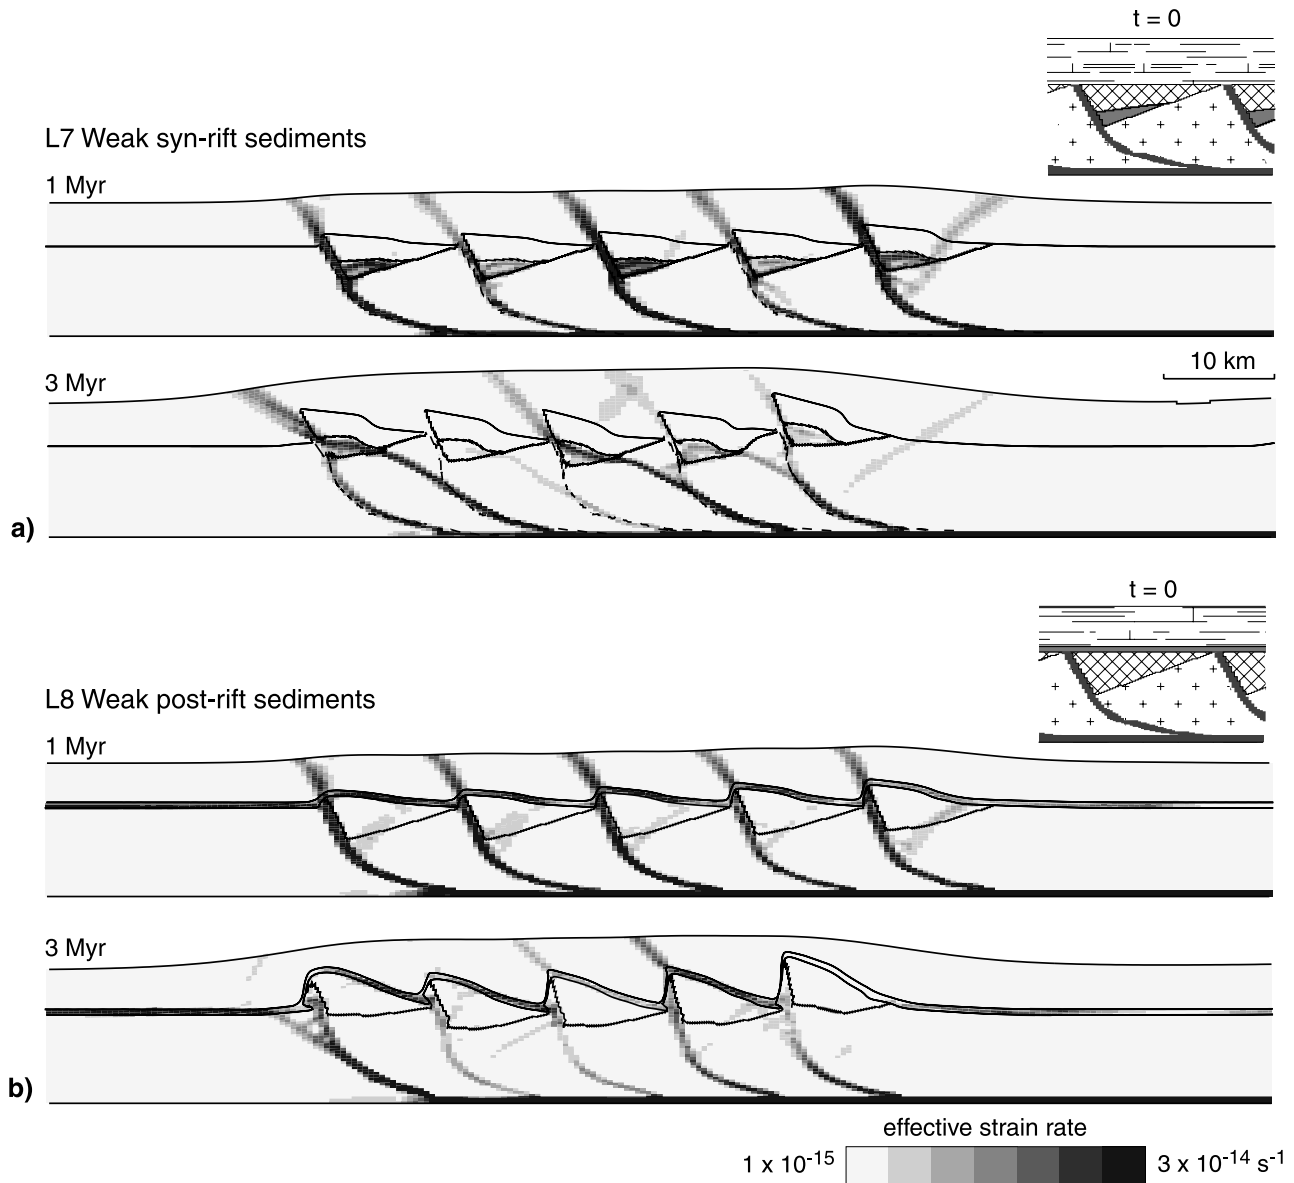 t = 0
L7 Weak syn-rift sediments
1 Myr
10 km
3 Myr
a)
t = 0
L8 Weak post-rift sediments
1 Myr
3 Myr
b)
effective strain rate
1 x 10-15 3 x 10-14 s-1